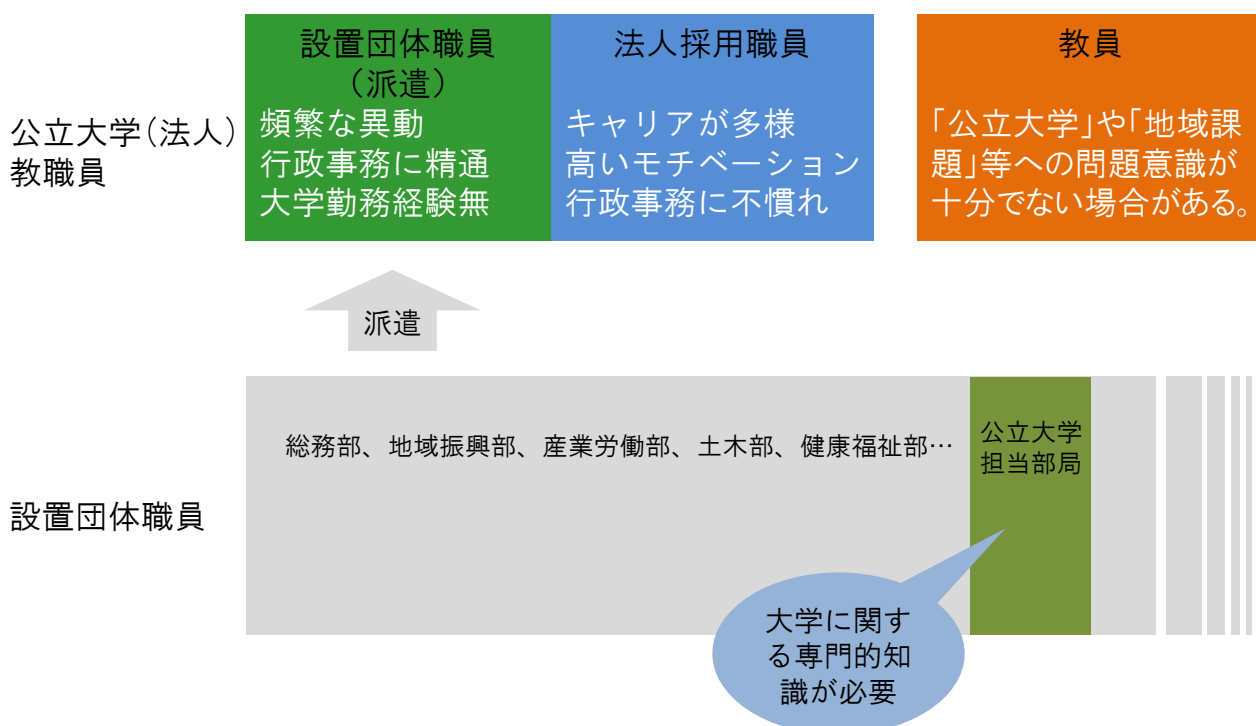 設置団体職員
（派遣）
頻繁な異動
行政事務に精通
大学勤務経験無
法人採用職員
キャリアが多様
高いモチベーション
行政事務に不慣れ
教員
「公立大学」や「地域課
題」等への問題意識が
十分でない場合がある。
公立大学（法人）
教職員
派遣
総務部、地域振興部、産業労働部、土木部、健康福祉部…
公立大学
担当部局
設置団体職員
大学に関す
る専門的知
識が必要